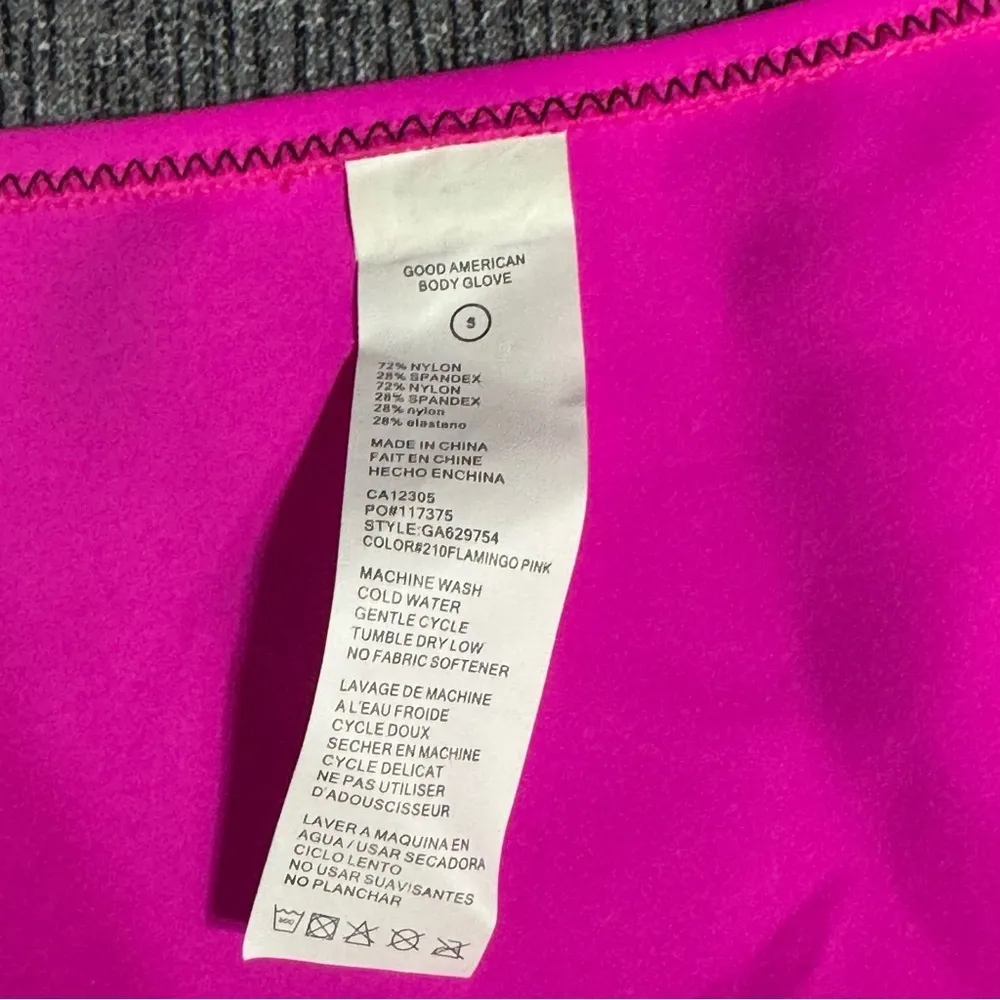 GOOD AMERICAN
BODY GLOVE
S
72% NYLON
28% SPANDEX
72% NYLON
28% SPANDEX
28% nylon
28% elasteno
MADE IN CHINA
FAIT EN CHINE
HECHO ENCHINA
CA12305
PO#117375
STYLE:GA629754
COLOR#210FLAMINGO PINK
MACHINE WASH
COLD WATER
GENTLE CYCLE
TUMBLE DRY LOW
NO FABRIC SOFTENER
LAVAGE DE MACHINE
A L'EAU FROIDE
CYCLE DOUX
SECHER EN MACHINE
CYCLE DELICAT
NE PAS UTILISER
D'ADOUSCISSEUR
LAVER A MAQUINA EN
AGUA / USAR SECADORA
CICLO LENTO
NO USAR SUAVISANTES
NO PLANCHAR